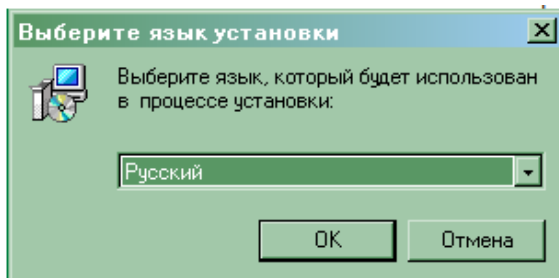 Выберите язык установки
Выберите язык, который будет использован
в процессе установки:
Русский
OK
Отмена